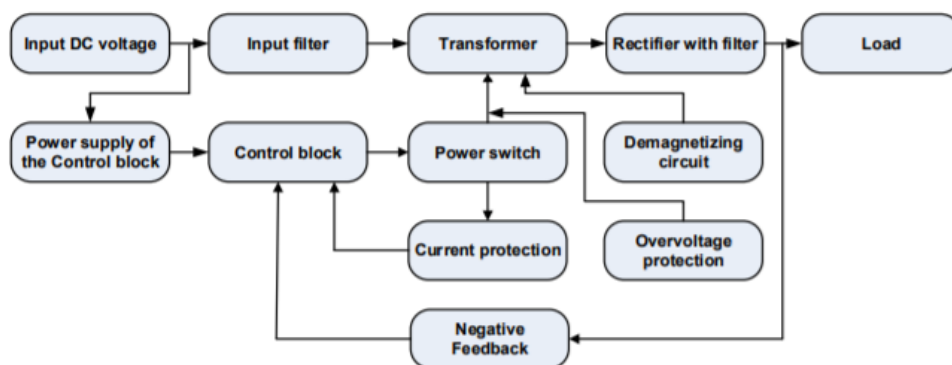 Input DC voltage
Input filter
Transformer
Rectifier with filter
Load
Power supply of
the Control block
Control block
Power switch
Demagnetizing
circuit
Current protection
Overvoltage
protection
Negative
Feedback